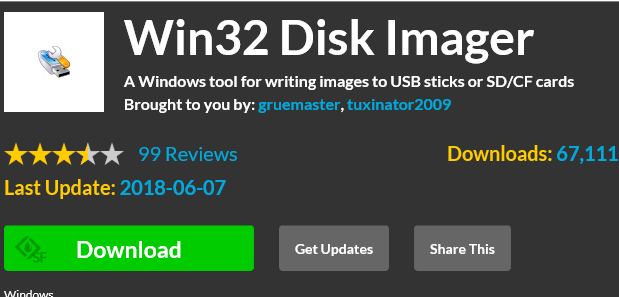 Win32 Disk Imager
A Windows tool for writing images to USB sticks or SD/CF cards
Brought to you by: gruemaster, tuxinator2009
99 Reviews
Downloads: 67,111
Last Update: 2018-06-07
SF Download
Get Updates
Share This
Windows